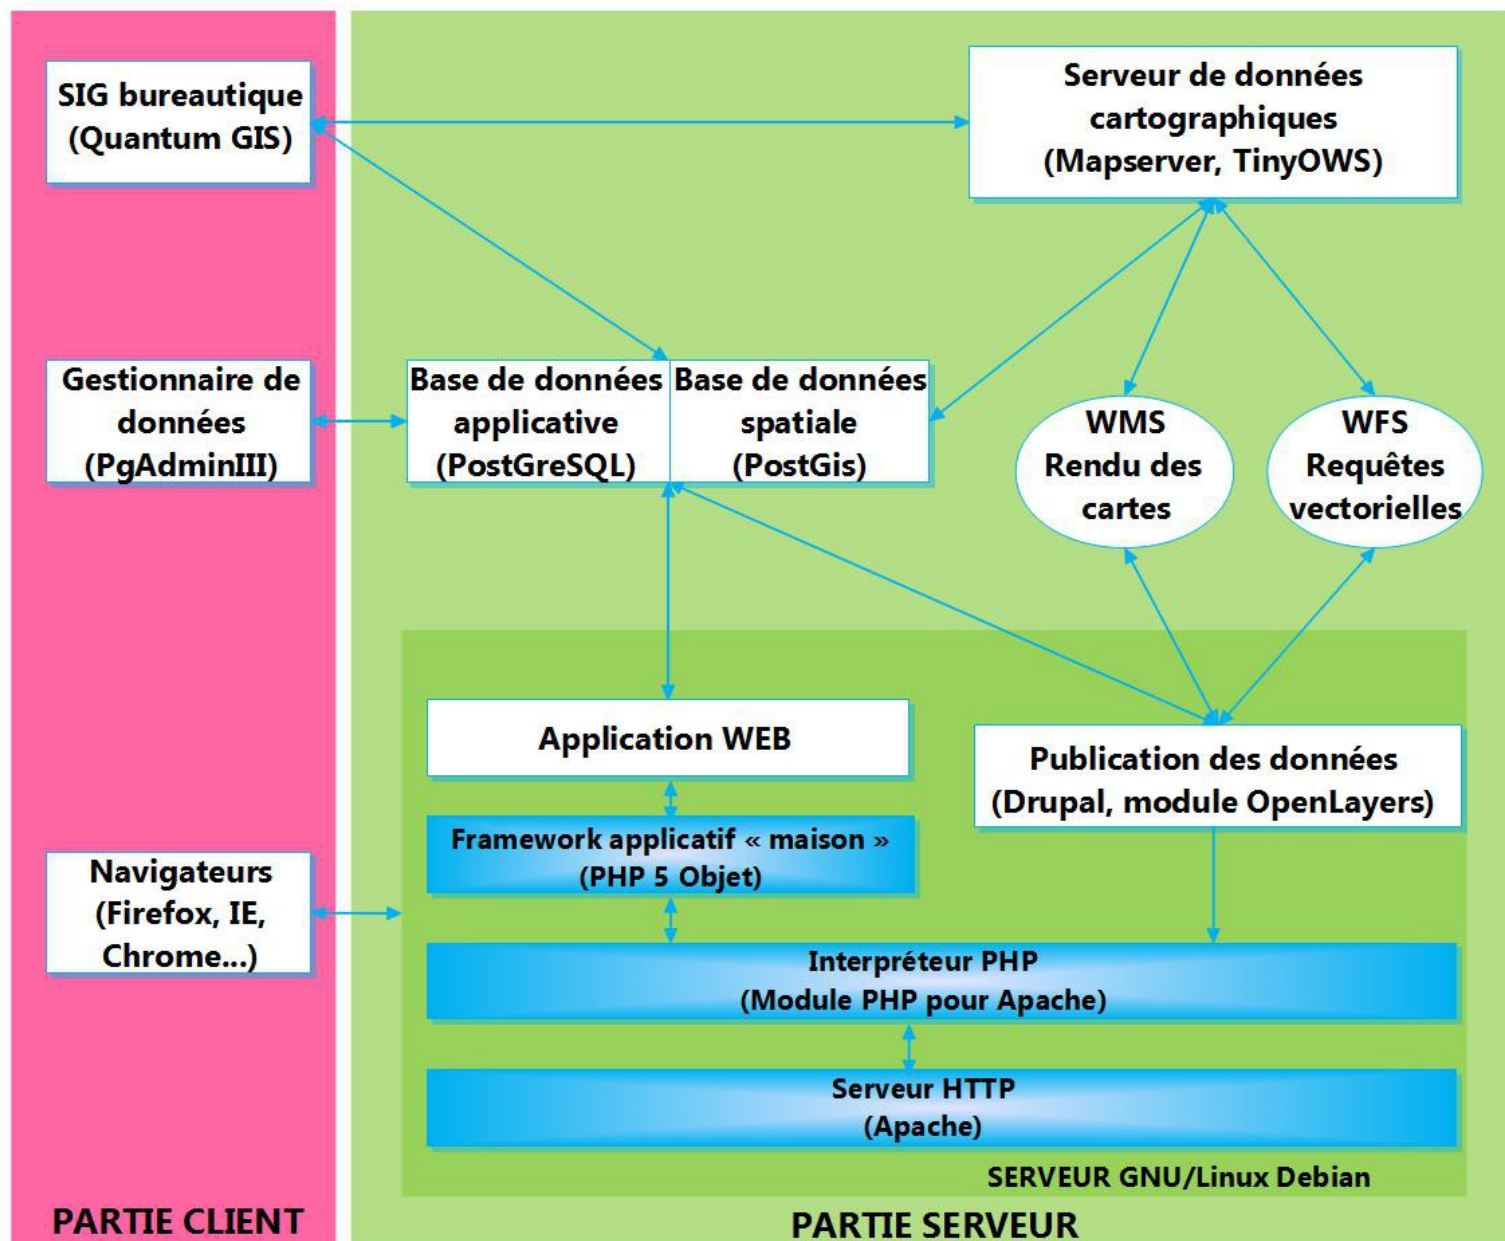 SIG bureautique
(Quantum GIS)
Serveur de données
cartographiques
(Mapserver, TinyOWS)
Gestionnaire de
données
(PgAdminIII)
Base de données
applicative
(PostGreSQL)
Base de données
spatiale
(PostGis)
WMS
Rendu des
cartes
WFS
Requêtes
vectorielles
Application WEB
Publication des données
(Drupal, module OpenLayers)
Framework applicatif « maison »
(PHP 5 Objet)
Navigateurs
(Firefox, IE,
Chrome...)
Interpréteur PHP
(Module PHP pour Apache)
Serveur HTTP
(Apache)
SERVEUR GNU/Linux Debian
PARTIE CLIENT
PARTIE SERVEUR